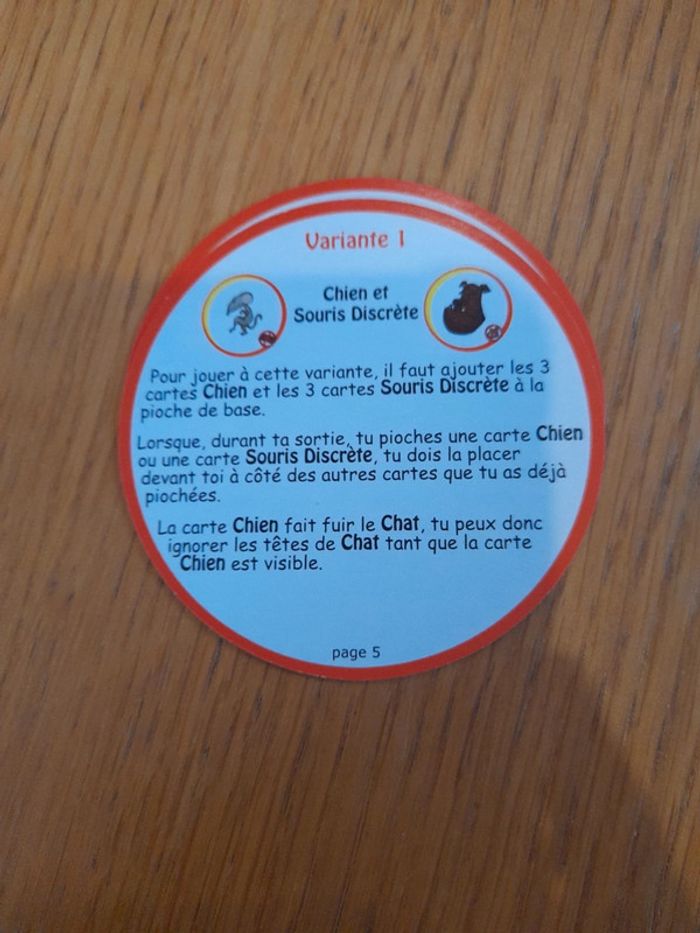 Variante 1
Chien et
Souris Discrète
Pour jouer à cette variante, il faut ajouter les 3
cartes Chien et les 3 cartes Souris Discrète à la
pioche de base.
Lorsque, durant ta sortie, tu pioches une carte Chien
ou une carte Souris Discrète, tu dois la placer
devant toi à côté des autres cartes que tu as déjà
piochées.
La carte Chien fait fuir le Chat, tu peux donc
ignorer les têtes de Chat tant que la carte
Chien est visible.
page 5